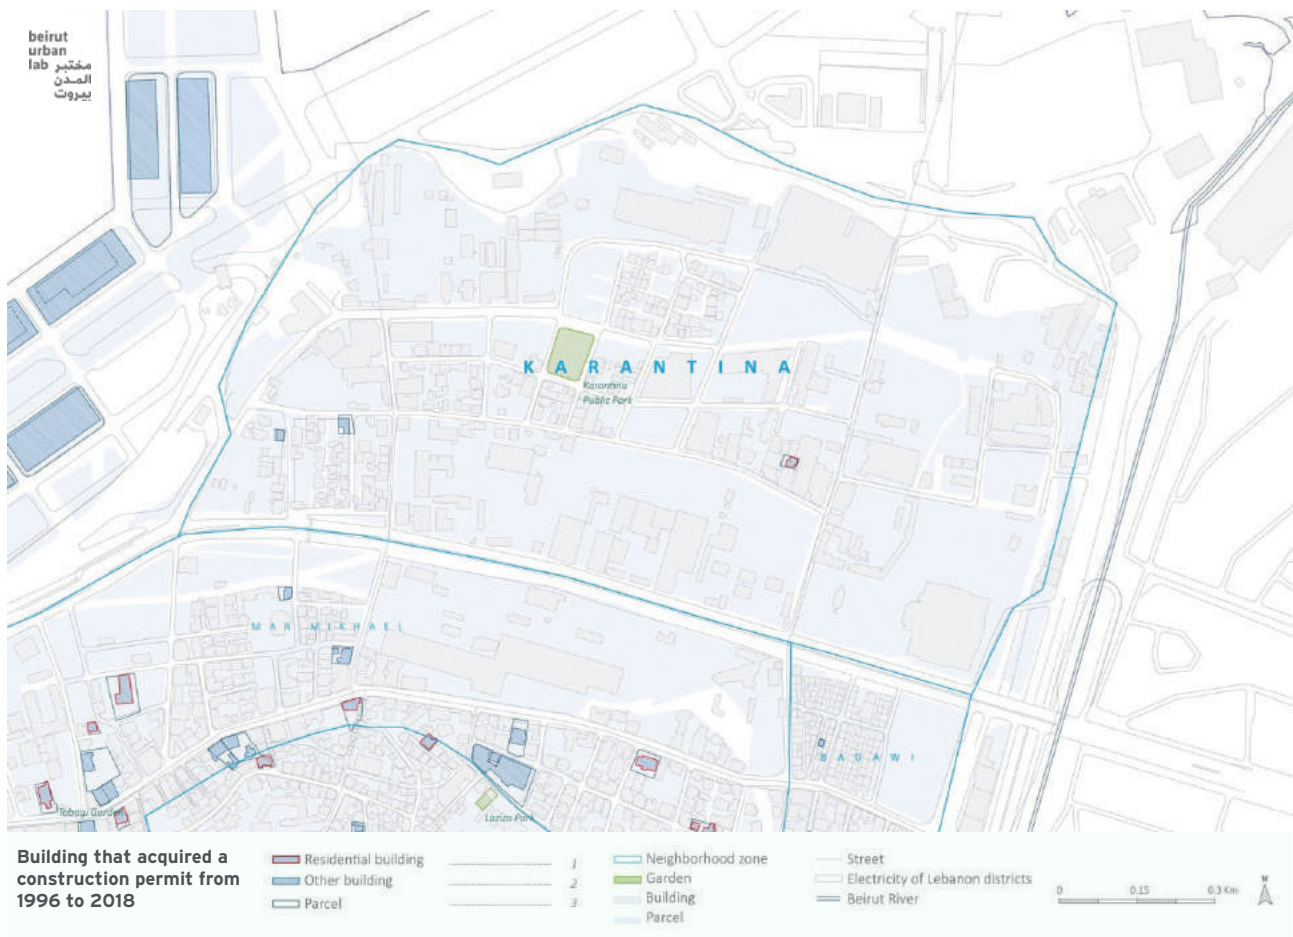 beirut
urban
lab مختبر
المدن
بيروت
KARANTINA
Karantina
Public Park
MAR MIKHAEL
BADAWI
Tobagi Garden
Laziza Park
Building that acquired a
construction permit from
1996 to 2018
Residential building
Other building
Parcel
1
2
3
Neighborhood zone
Garden
Building
Parcel
Street
Electricity of Lebanon districts
Beirut River
0 0.15 0.3 Km
N